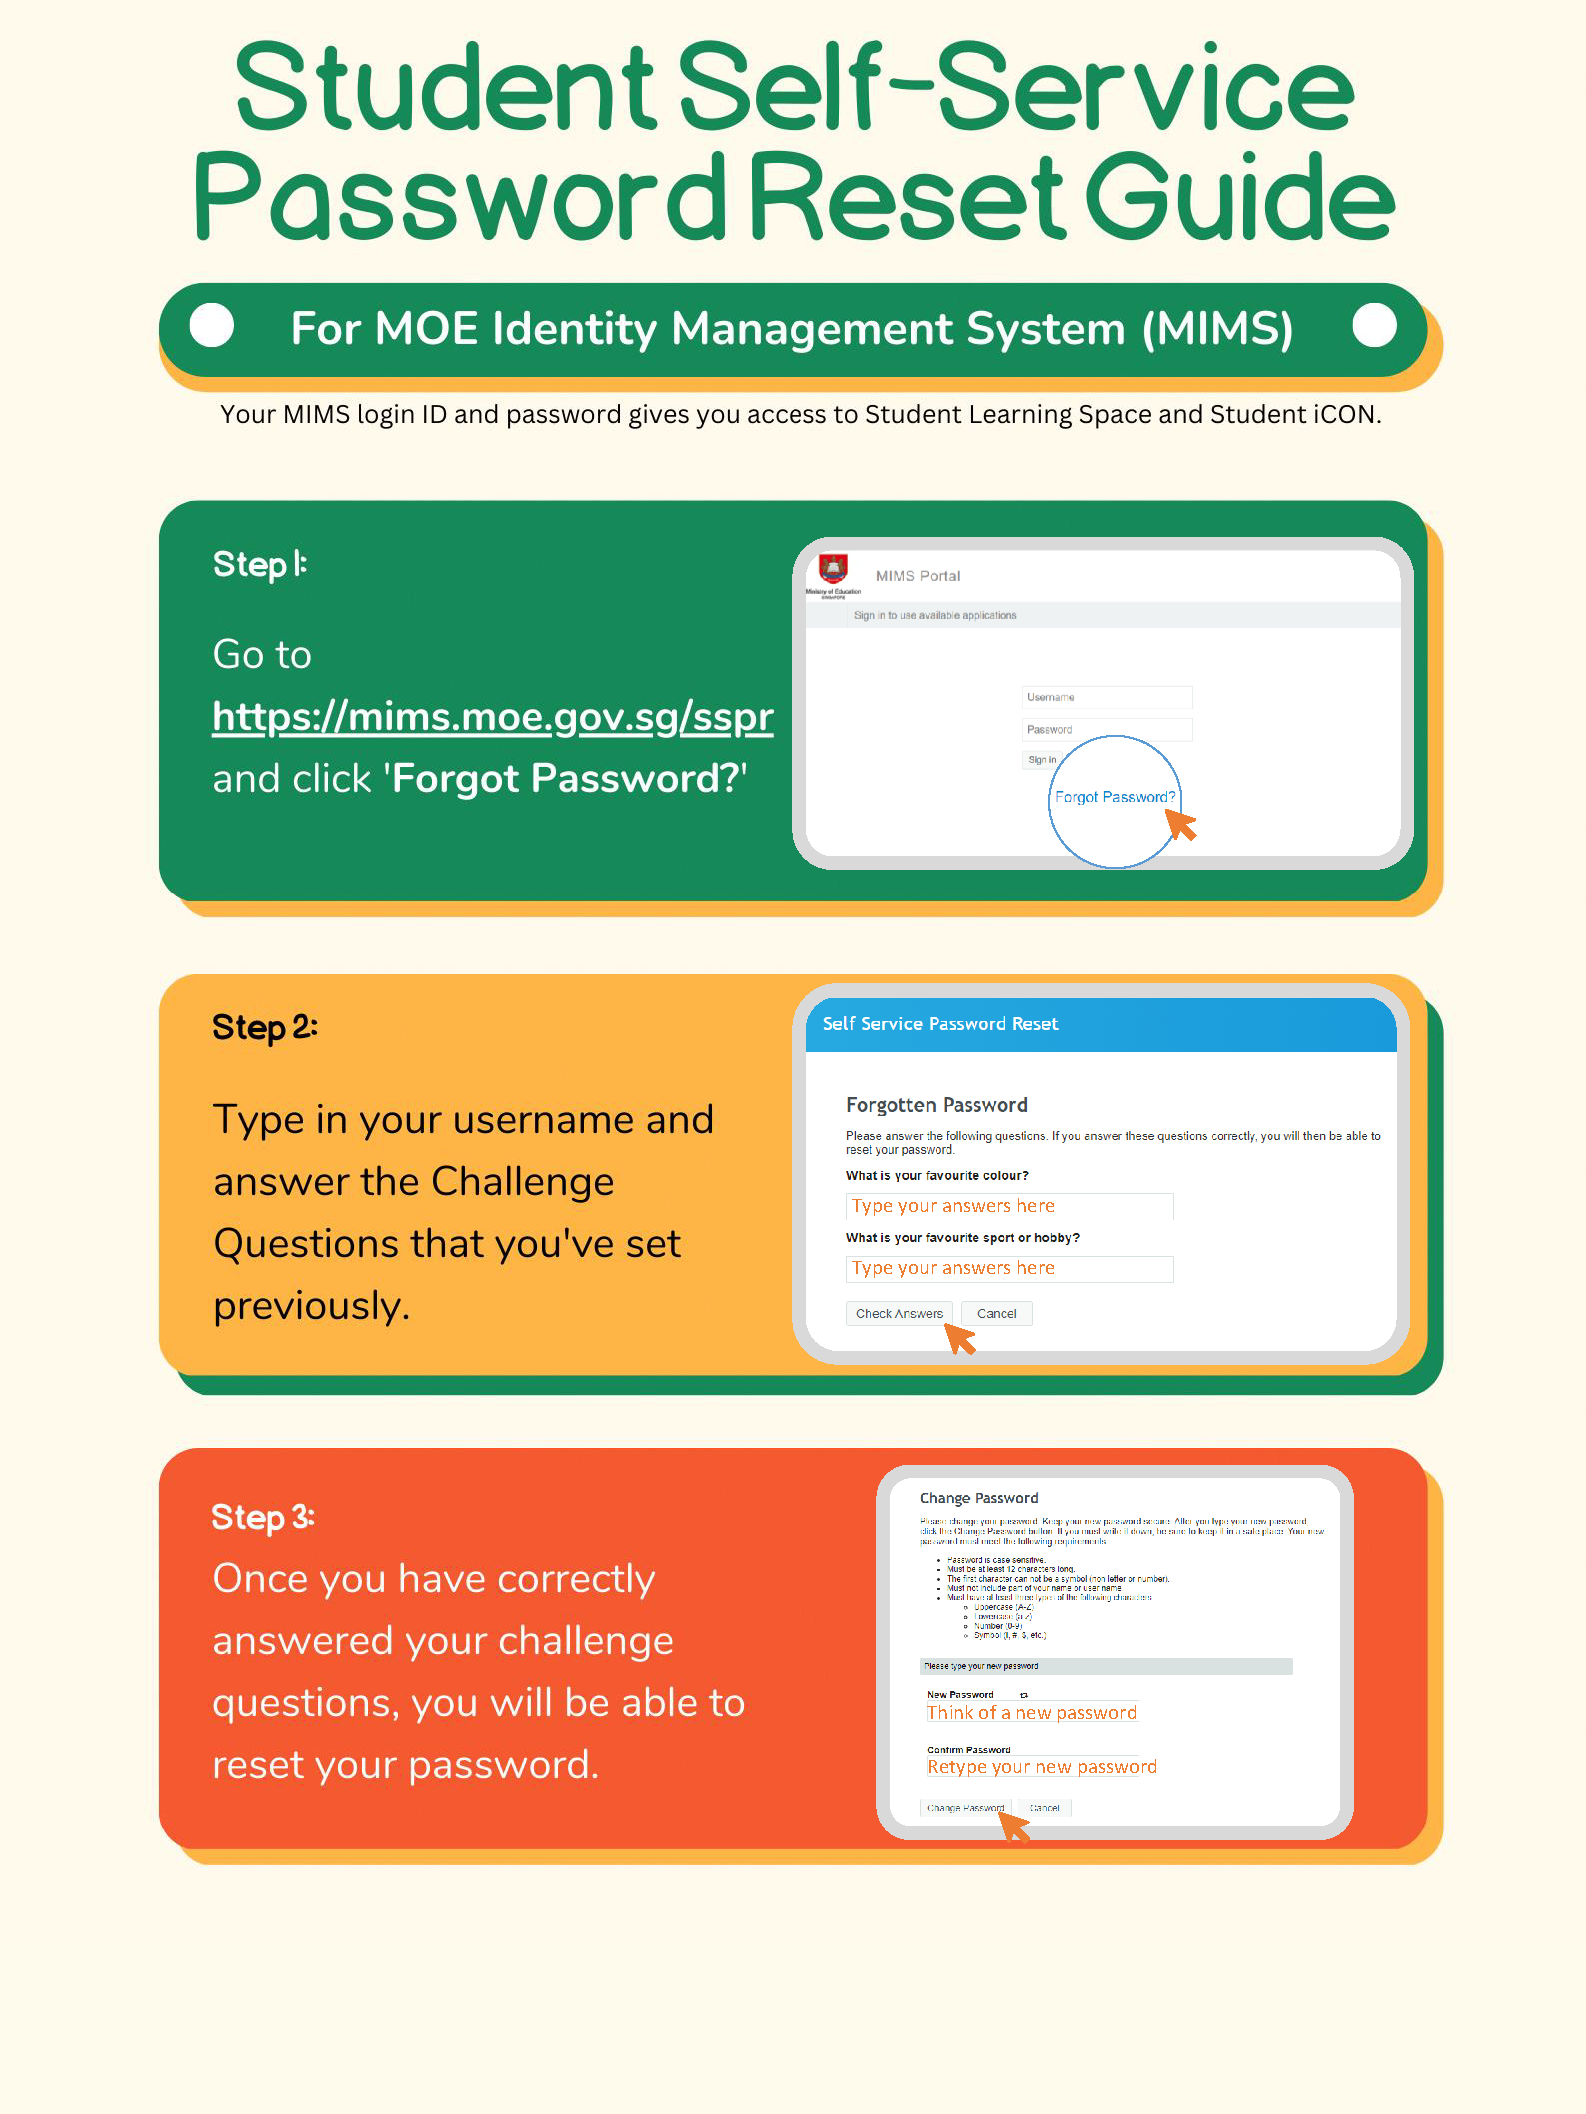 Student Self-Service
Password Reset Guide
For MOE Identity Management System (MIMS)
Your MIMS login ID and password gives you access to Student Learning Space and Student iCON.
Step 1:
Go to
https://mims.moe.gov.sg/sspr
and click 'Forgot Password?'
Ministry of Education
SINGAPORE
MIMS Portal
Sign in to use available applications
Username
Password
Sign in
Forgot Password?
Step 2:
Type in your username and
answer the Challenge
Questions that you've set
previously.
Self Service Password Reset
Forgotten Password
Please answer the following questions. If you answer these questions correctly, you will then be able to
reset your password.
What is your favourite colour?
Type your answers here
What is your favourite sport or hobby?
Type your answers here
Check Answers Cancel
Step 3:
Once you have correctly
answered your challenge
questions, you will be able to
reset your password.
Change Password
Please change your password. Keep your new password secure. After you type your new password,
click the Change Password button. If you must write it down, be sure to keep it in a safe place. Your new
password must meet the following requirements:
• Password is case sensitive.
• Must be at least 12 characters long.
• The first character can not be a symbol (non letter or number).
• Must not include part of your name or user name.
• Must have at least three types of the following characters:
Uppercase (A-Z)
Lowercase (a-z)
Number (0-9)
Symbol (!, #, $, etc.)
Please type your new password
New Password
Think of a new password
Confirm Password
Retype your new password
Change Password Cancel